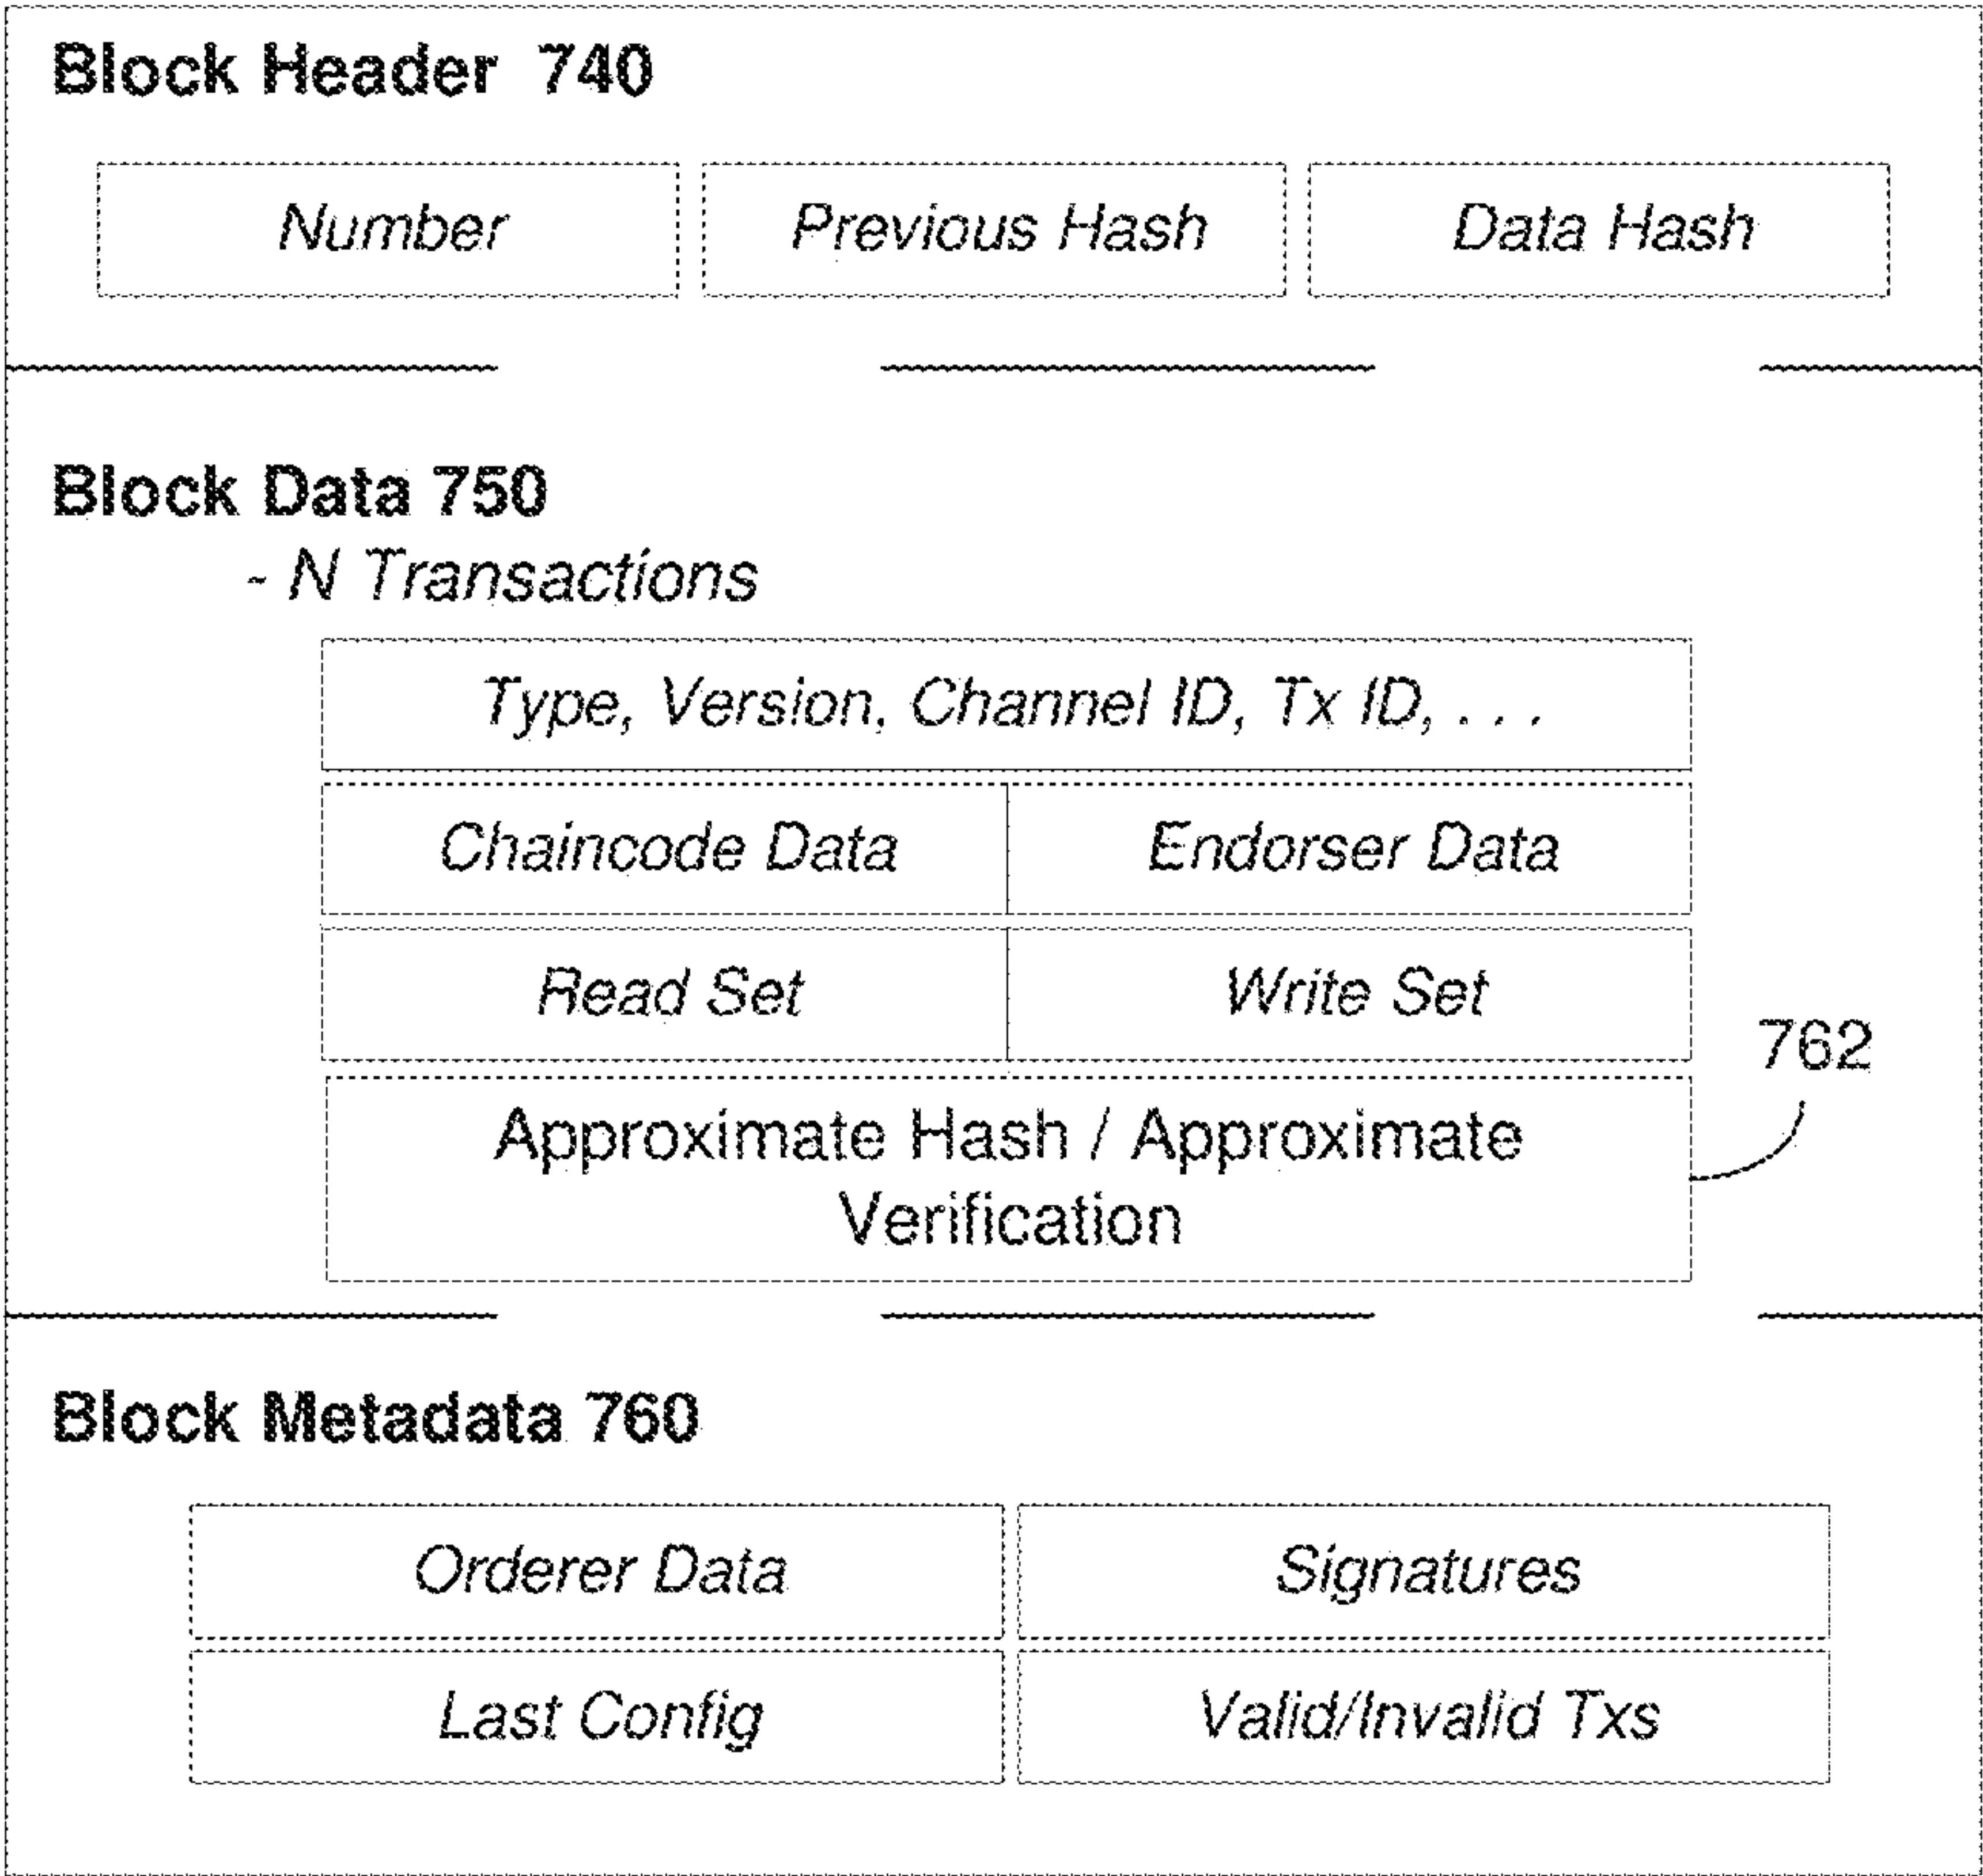 Block Header 740
Number
Previous Hash
Data Hash
Block Data 750
- N Transactions
Type, Version, Channel ID, Tx ID, . . .
Chaincode Data
Endorser Data
Read Set
Write Set
762
Approximate Hash / Approximate
Verification
Block Metadata 760
Orderer Data
Signatures
Last Config
Valid/Invalid Txs